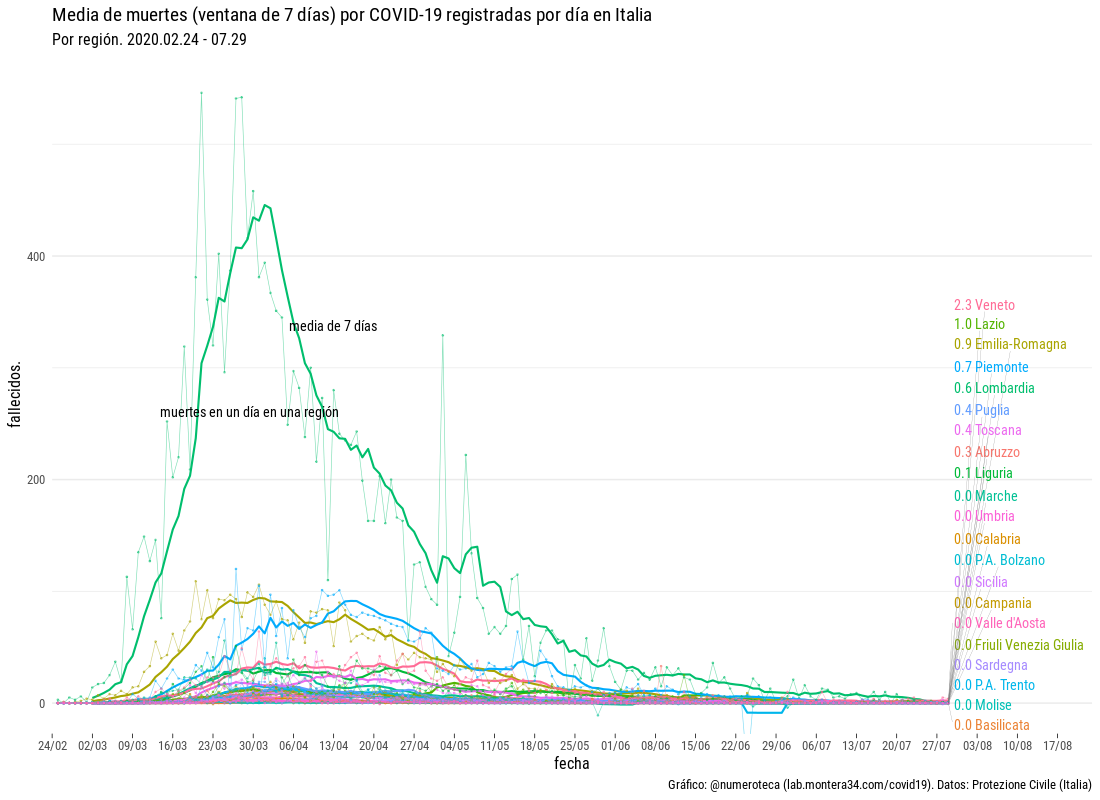 Media de muertes (ventana de 7 días) por COVID-19 registradas por día en Italia
Por región. 2020.02.24 - 07.29
fallecidos.
400
200
0
media de 7 días
muertes en un día en una región
2.3 Veneto
1.0 Lazio
0.9 Emilia-Romagna
0.7 Piemonte
0.6 Lombardia
0.4 Puglia
0.4 Toscana
0.3 Abruzzo
0.1 Liguria
0.0 Marche
0.0 Umbria
0.0 Calabria
0.0 P.A. Bolzano
0.0 Sicilia
0.0 Campania
0.0 Valle d'Aosta
0.0 Friuli Venezia Giulia
0.0 Sardegna
0.0 P.A. Trento
0.0 Molise
0.0 Basilicata
24/02 02/03 09/03 16/03 23/03 30/03 06/04 13/04 20/04 27/04 04/05 11/05 18/05 25/05 01/06 08/06 15/06 22/06 29/06 06/07 13/07 20/07 27/07 03/08 10/08 17/08
fecha
Gráfico: @numeroteca (lab.montera34.com/covid19). Datos: Protezione Civile (Italia)